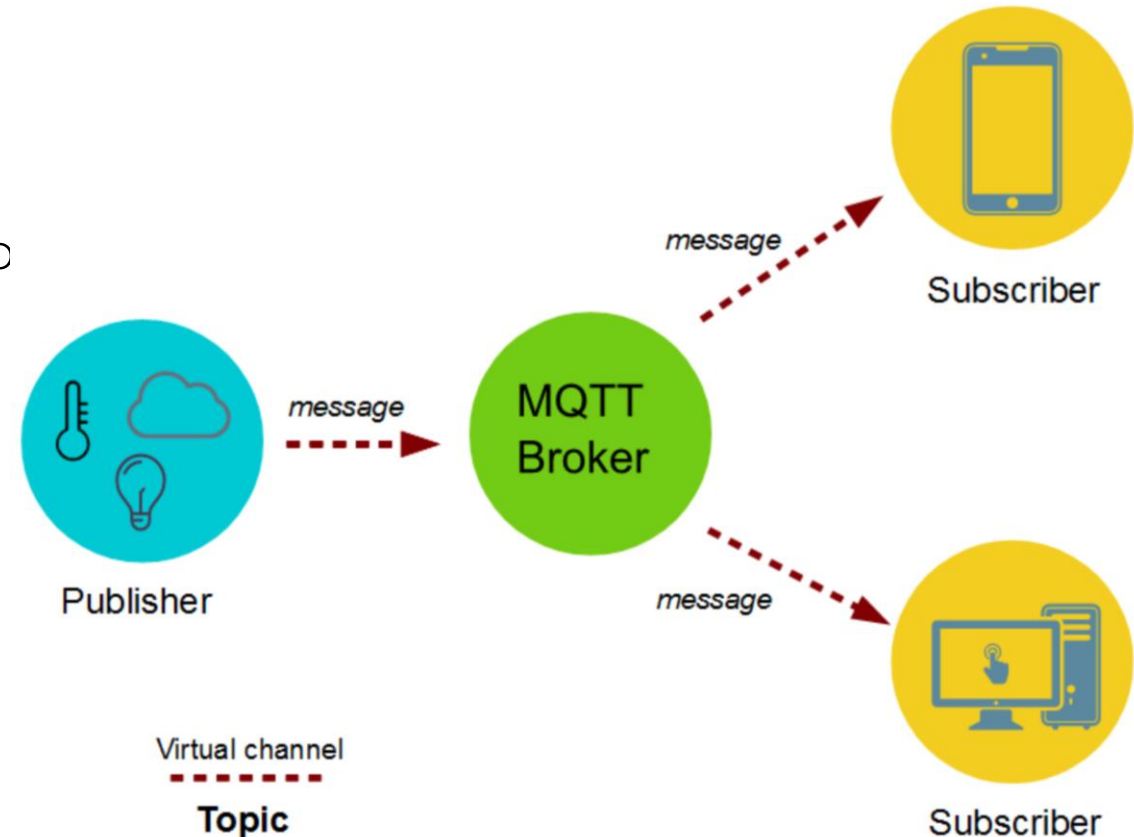 message
Subscriber
message
MQTT
Broker
Publisher
message
Virtual channel
Topic
Subscriber